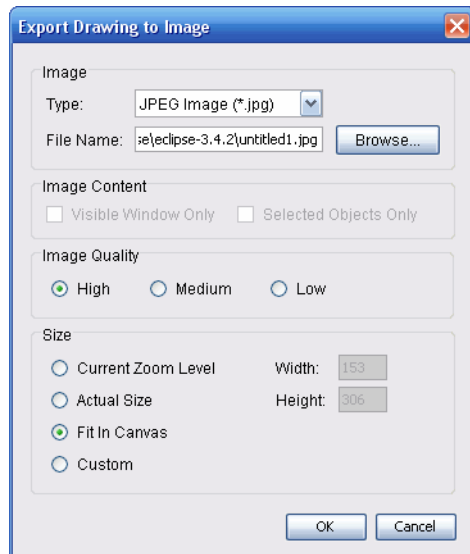 Export Drawing to Image
Image
Type: JPEG Image (*.jpg)
File Name: se\eclipse-3.4.2\untitled1.jpg Browse...
Image Content
Visible Window Only Selected Objects Only
Image Quality
High Medium Low
Size
Current Zoom Level Width: 153
Actual Size Height: 306
Fit In Canvas
Custom
OK Cancel